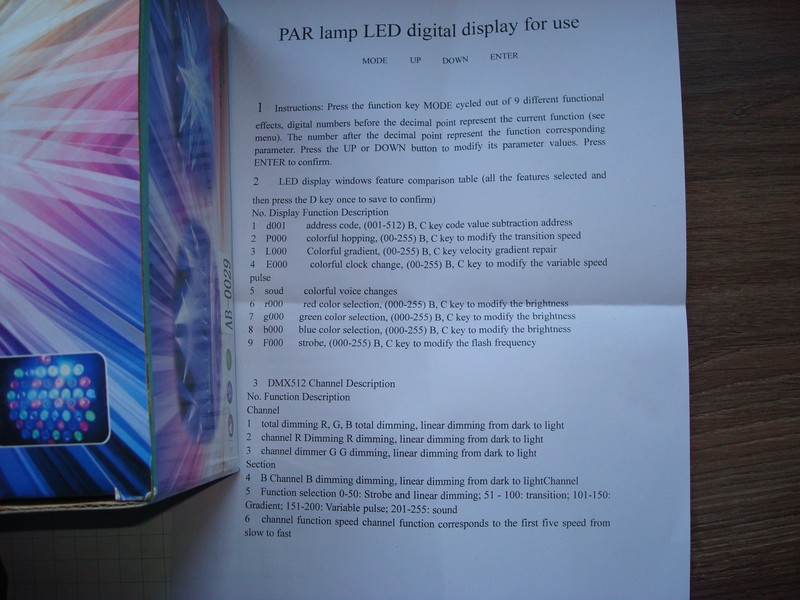 PAR lamp LED digital display for use
MODE UP DOWN ENTER
1 Instructions: Press the function key MODE cycled out of 9 different functional
effects, digital numbers before the decimal point represent the current function (see
menu). The number after the decimal point represent the function corresponding
parameter. Press the UP or DOWN button to modify its parameter values. Press
ENTER to confirm.
2 LED display windows feature comparison table (all the features selected and
then press the D key once to save to confirm)
No. Display Function Description
1 d001 address code, (001-512) B, C key code value subtraction address
2 P000 colorful hopping, (00-255) B, C key to modify the transition speed
3 L000 Colorful gradient, (00-255) B, C key velocity gradient repair
4 E000 colorful clock change, (00-255) B, C key to modify the variable speed
pulse
5 soud colorful voice changes
6 r000 red color selection, (000-255) B, C key to modify the brightness
7 g000 green color selection, (000-255) B, C key to modify the brightness
8 b000 blue color selection, (000-255) B, C key to modify the brightness
9 F000 strobe, (000-255) B, C key to modify the flash frequency
3 DMX512 Channel Description
No. Function Description
Channel
1 total dimming R, G, B total dimming, linear dimming from dark to light
2 channel R Dimming R dimming, linear dimming from dark to light
3 channel dimmer G G dimming, linear dimming from dark to light
Section
4 B Channel B dimming dimming, linear dimming from dark to lightChannel
5 Function selection 0-50: Strobe and linear dimming; 51 - 100: transition; 101-150:
Gradient; 151-200: Variable pulse; 201-255: sound
6 channel function speed channel function corresponds to the first five speed from
slow to fast
AB-0029